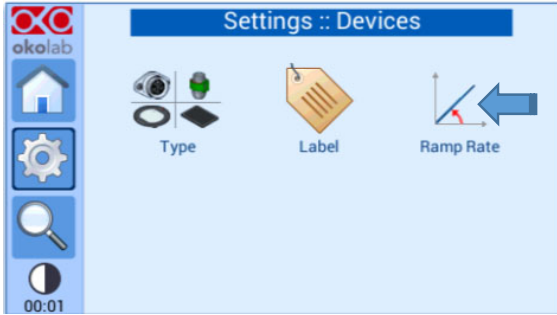 Settings :: Devices
okolab
Type
Label
Ramp Rate
00:01